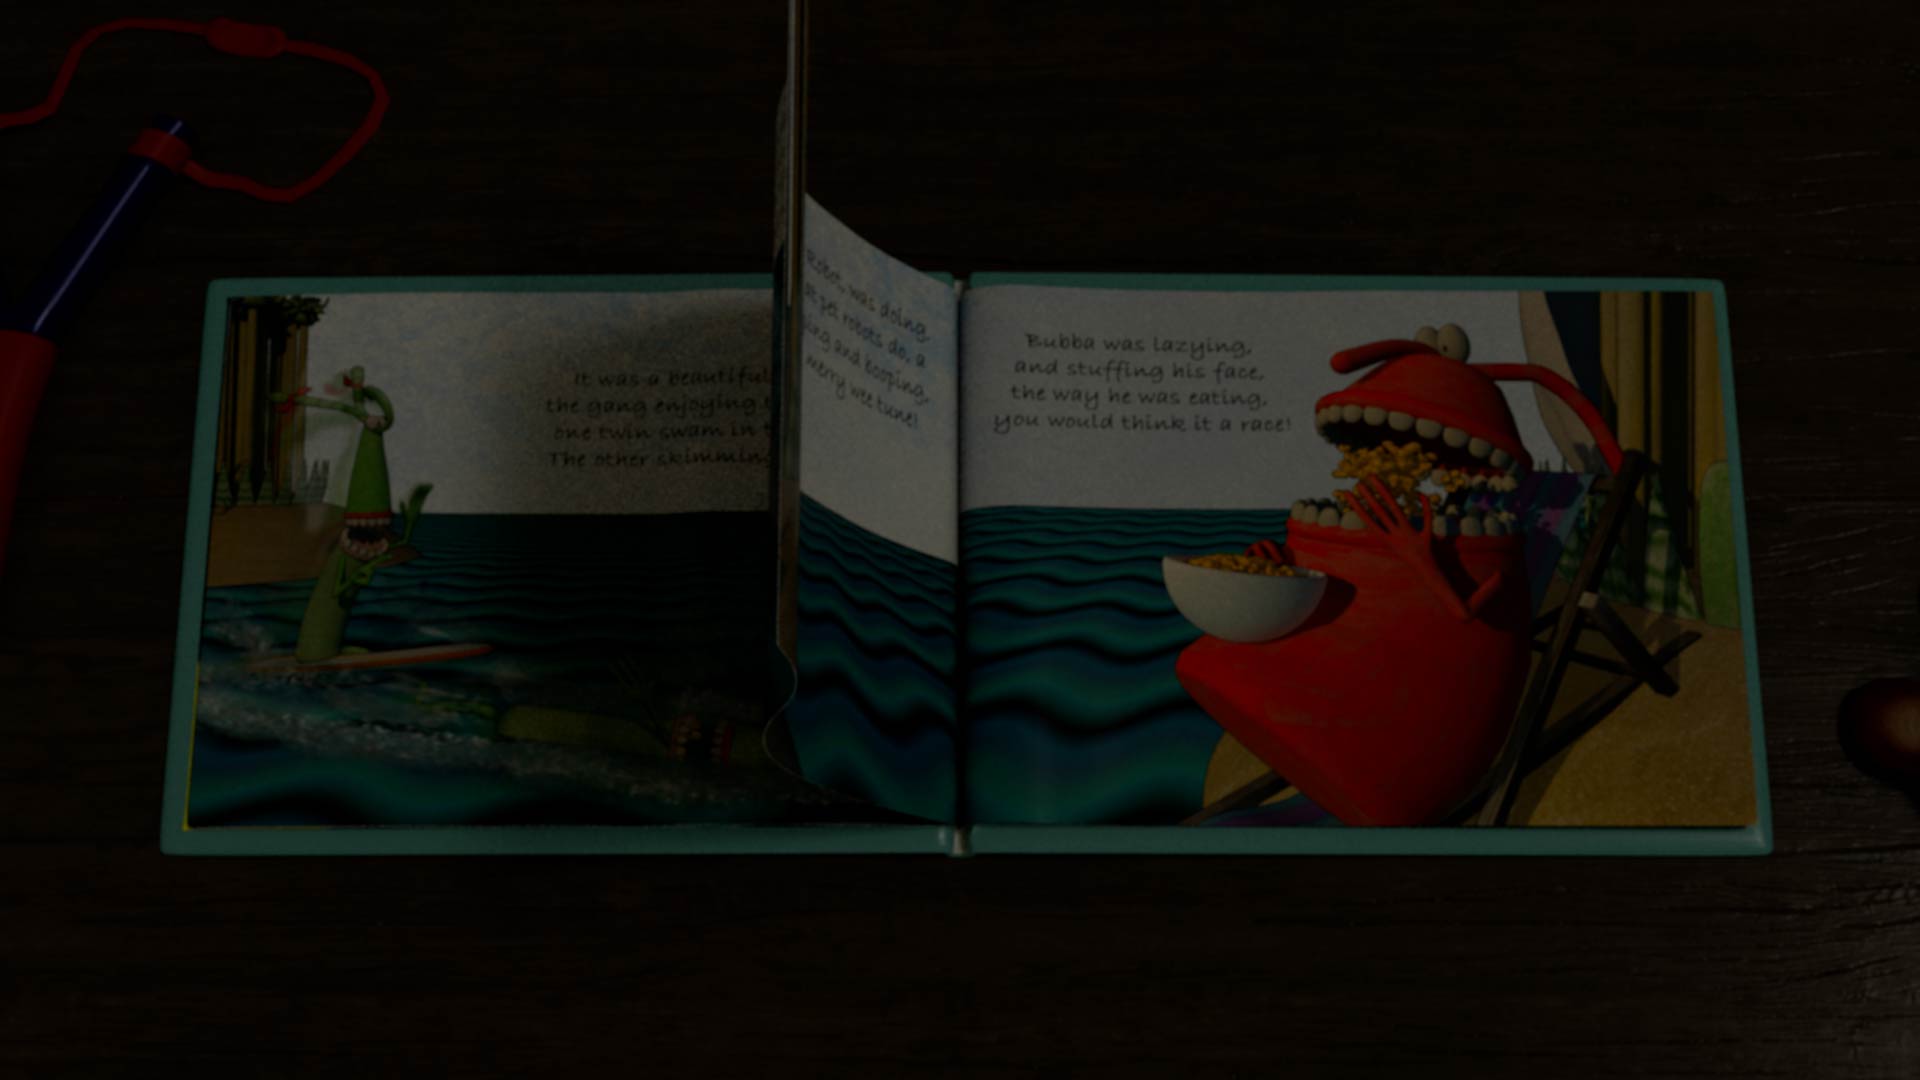 It was a beautiful
the gang enjoying
one twin swam in
The other skimmin
Robot, was doing,
pet robots do, a
ing and booping,
merry wee tune!
Bubba was lazying,
and stuffing his face,
the way he was eating,
you would think it a race!